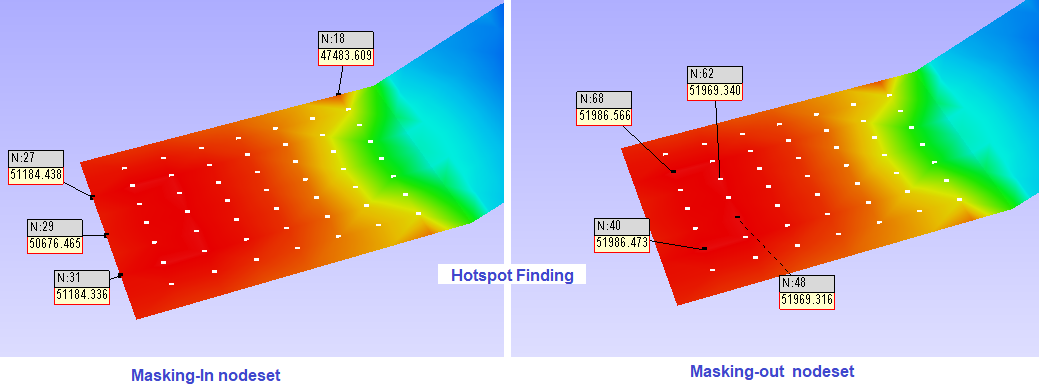 N:18
47483.609
N:27
51184.438
N:29
50676.465
N:31
51184.336
N:62
51969.340
N:68
51986.566
N:40
51986.473
N:48
51969.316
Hotspot Finding
Masking-In nodeset
Masking-out nodeset